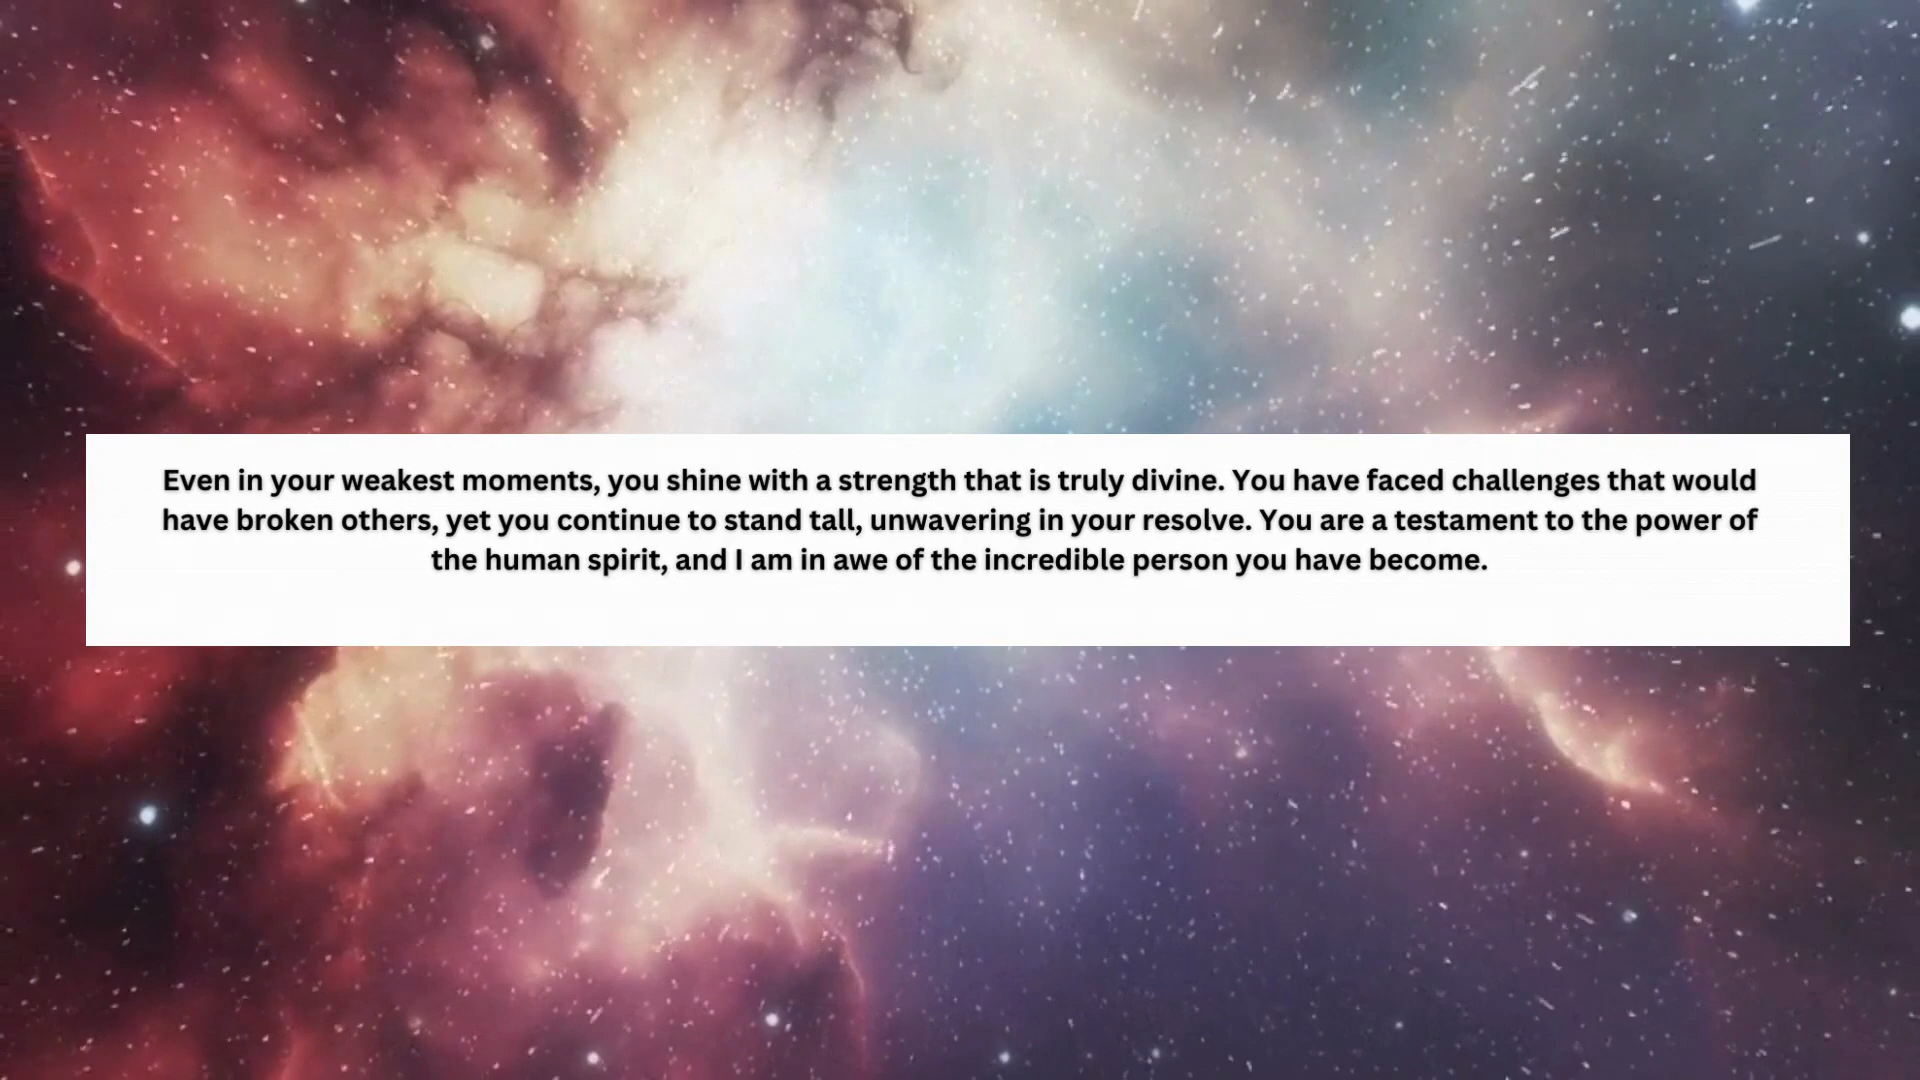 Even in your weakest moments, you shine with a strength that is truly divine. You have faced challenges that would
have broken others, yet you continue to stand tall, unwavering in your resolve. You are a testament to the power of
the human spirit, and I am in awe of the incredible person you have become.